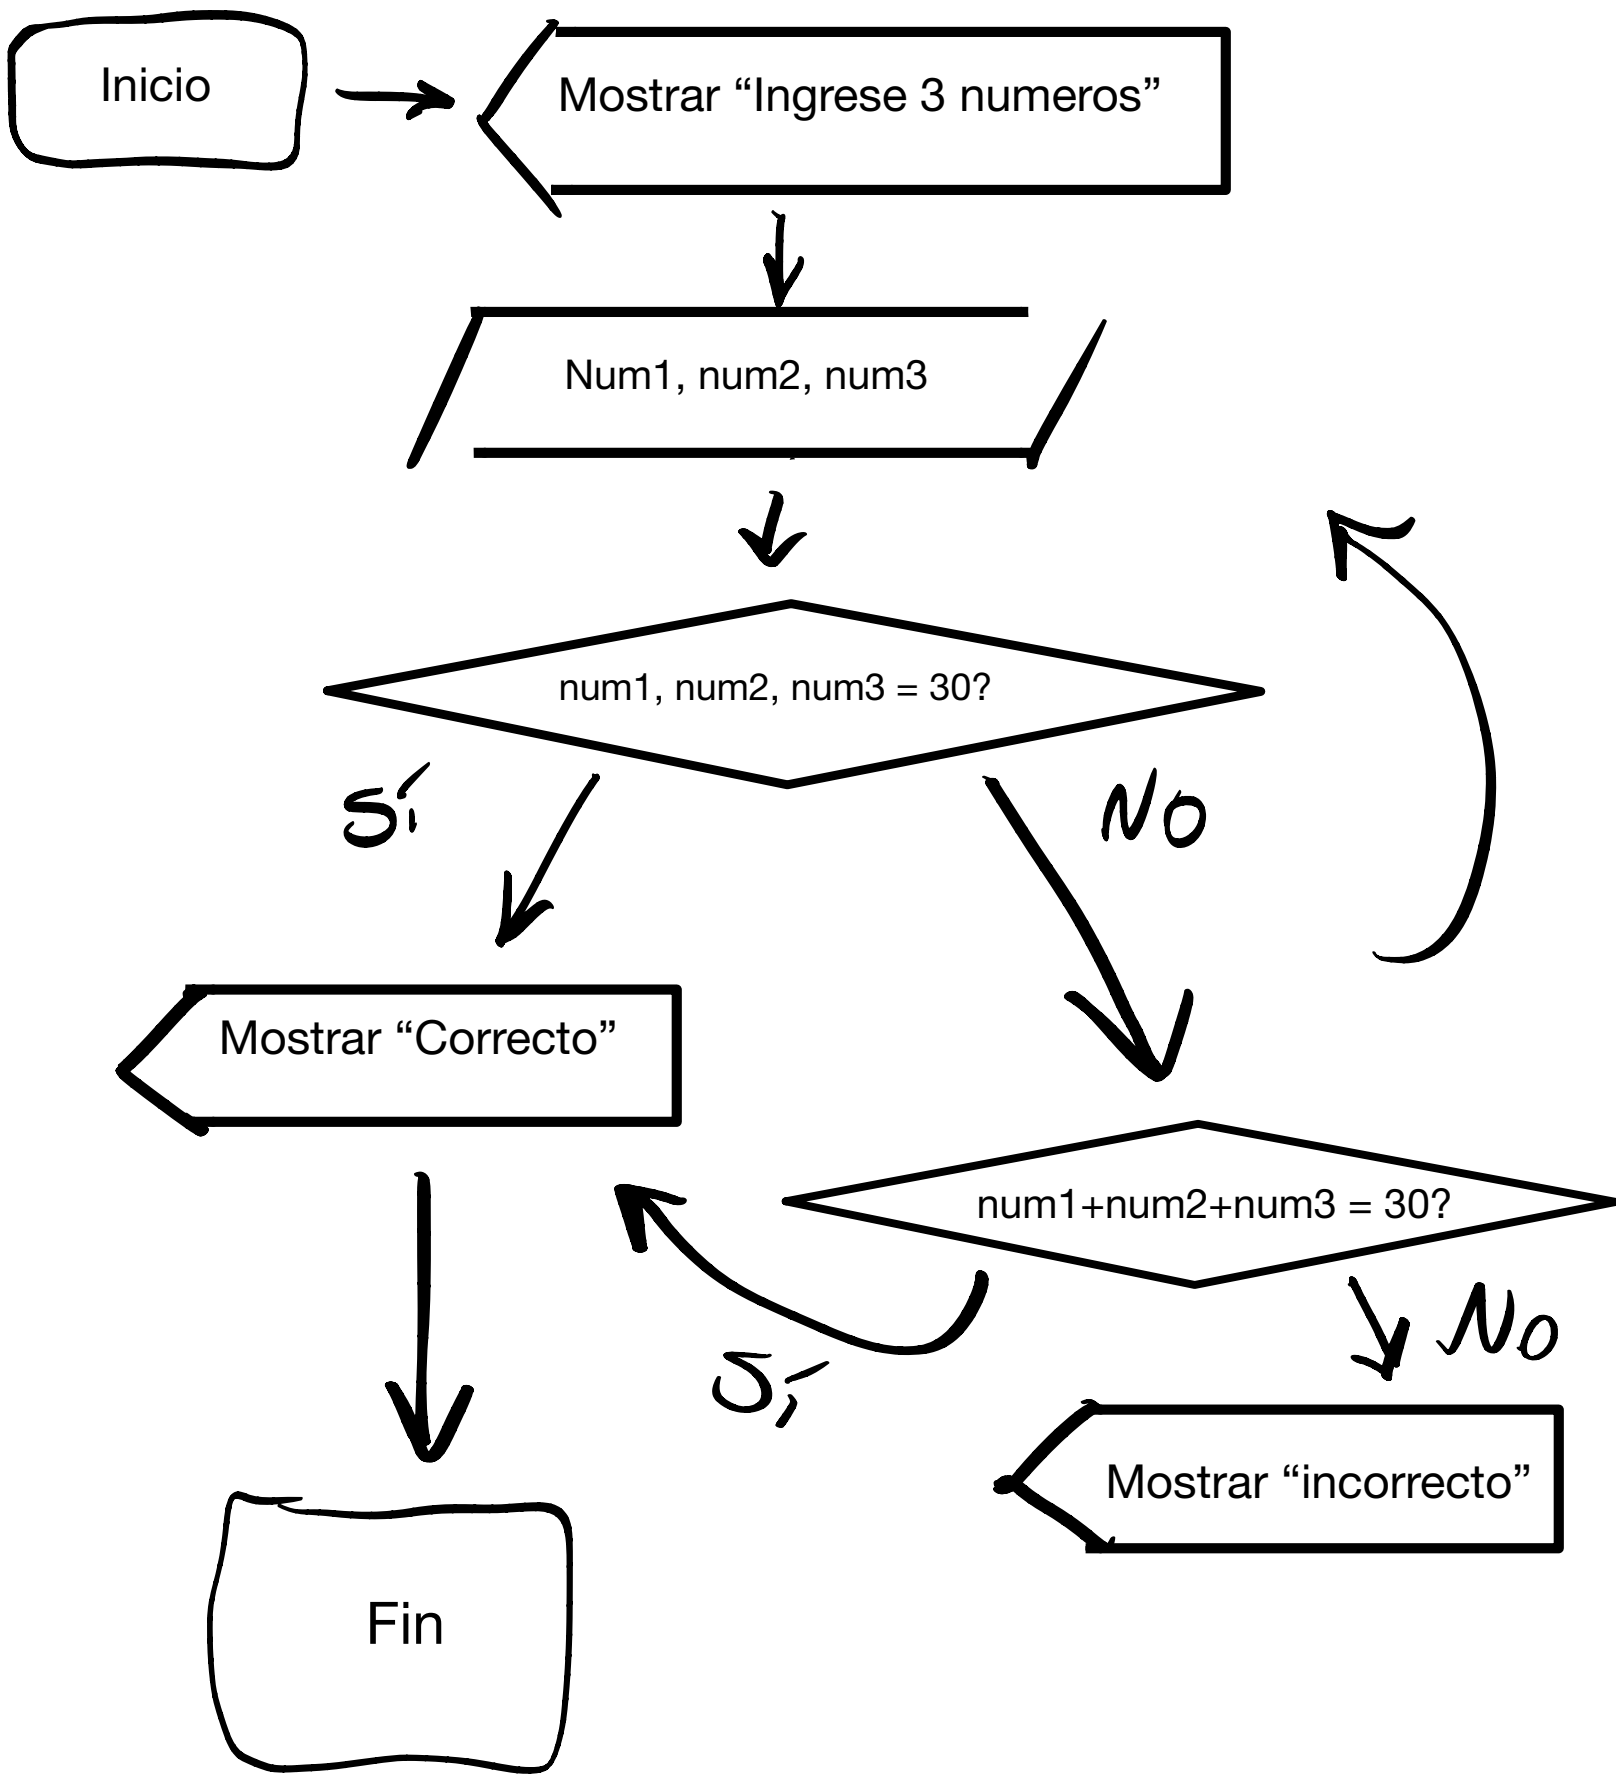 Inicio
Mostrar “Ingrese 3 numeros”
Num1, num2, num3
num1, num2, num3 = 30?
Sí
No
Mostrar “Correcto”
num1+num2+num3 = 30?
Sí
No
Mostrar “incorrecto”
Fin